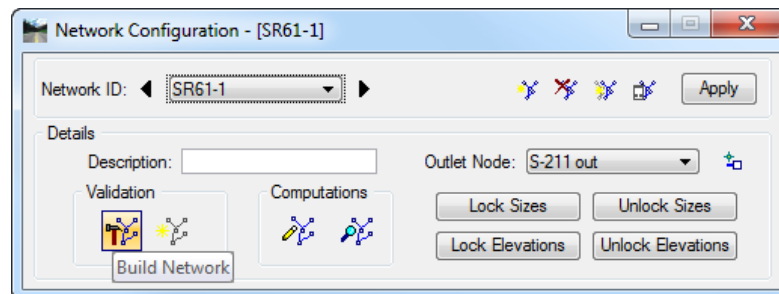 Network Configuration - [SR61-1]
Network ID: SR61-1 Apply
Details
Description: Outlet Node: S-211 out
Validation Computations
Lock Sizes Unlock Sizes
Lock Elevations Unlock Elevations
Build Network